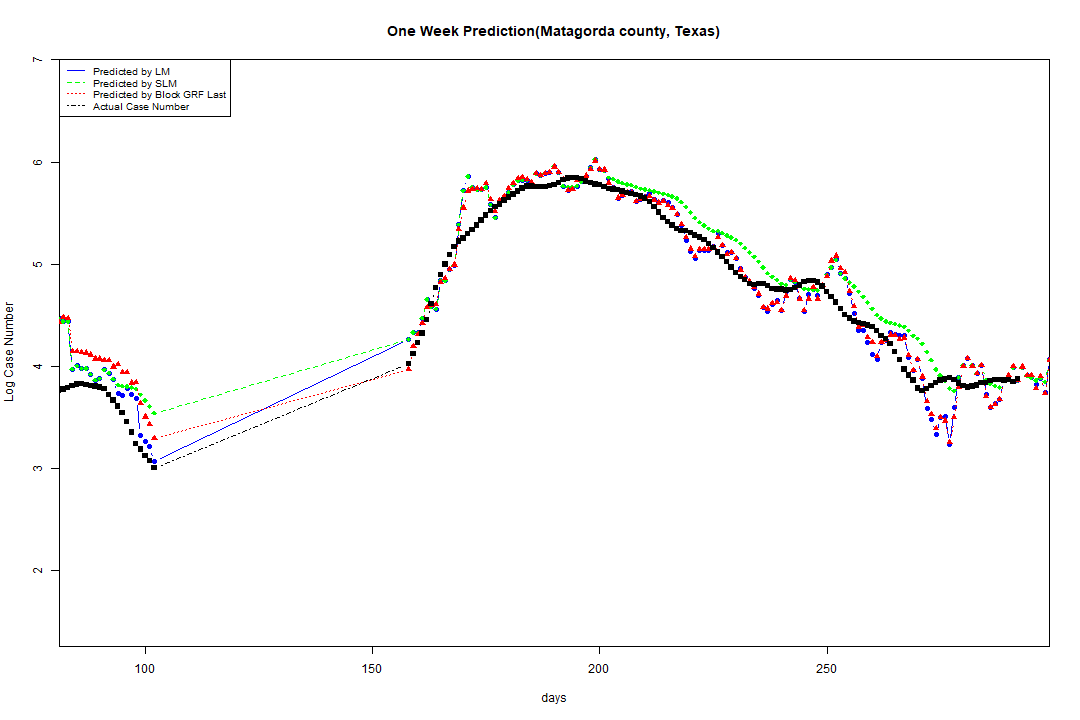 One Week Prediction(Matagorda county, Texas)
Predicted by LM
Predicted by SLM
Predicted by Block GRF Last
Actual Case Number
7
6
5
4
3
2
Log Case Number
100 150 200 250
days